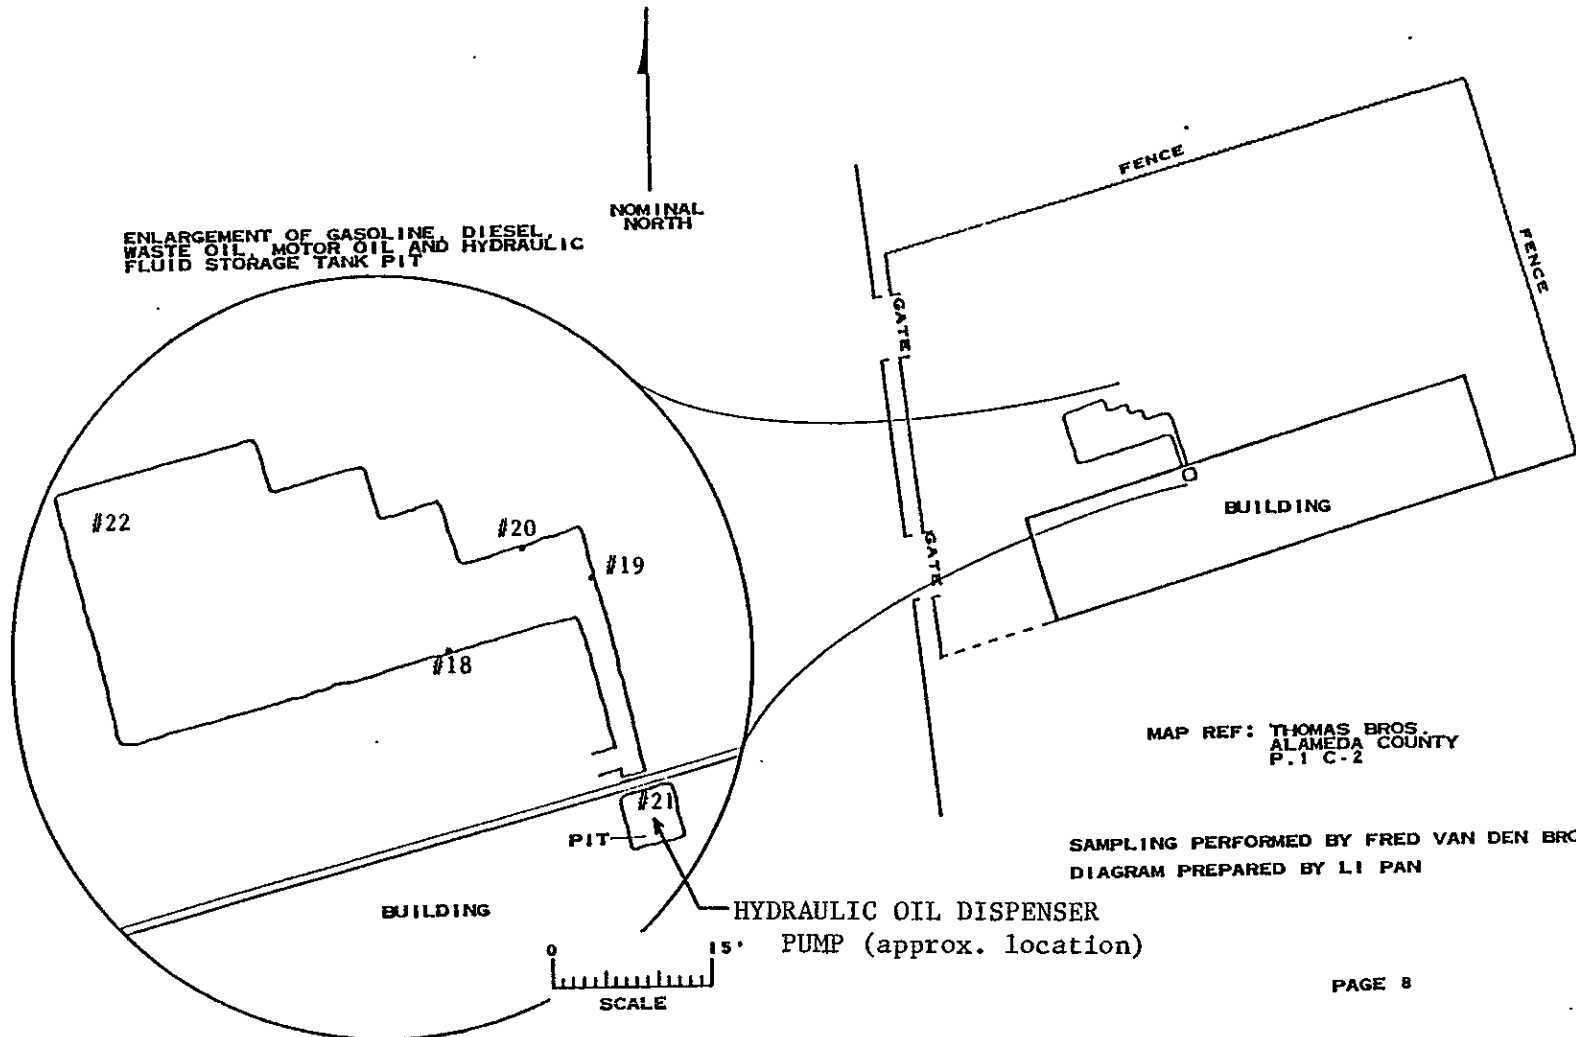 NOMINAL
NORTH
ENLARGEMENT OF GASOLINE, DIESEL,
WASTE OIL, MOTOR OIL AND HYDRAULIC
FLUID STORAGE TANK PIT
FENCE
FENCE
GATE
GATE
BUILDING
#22
#20
#19
#18
#21
PIT
BUILDING
HYDRAULIC OIL DISPENSER
PUMP (approx. location)
0 15'
SCALE
MAP REF: THOMAS BROS.
ALAMEDA COUNTY
P.1 C-2
SAMPLING PERFORMED BY FRED VAN DEN
DIAGRAM PREPARED BY LI PAN
PAGE 8